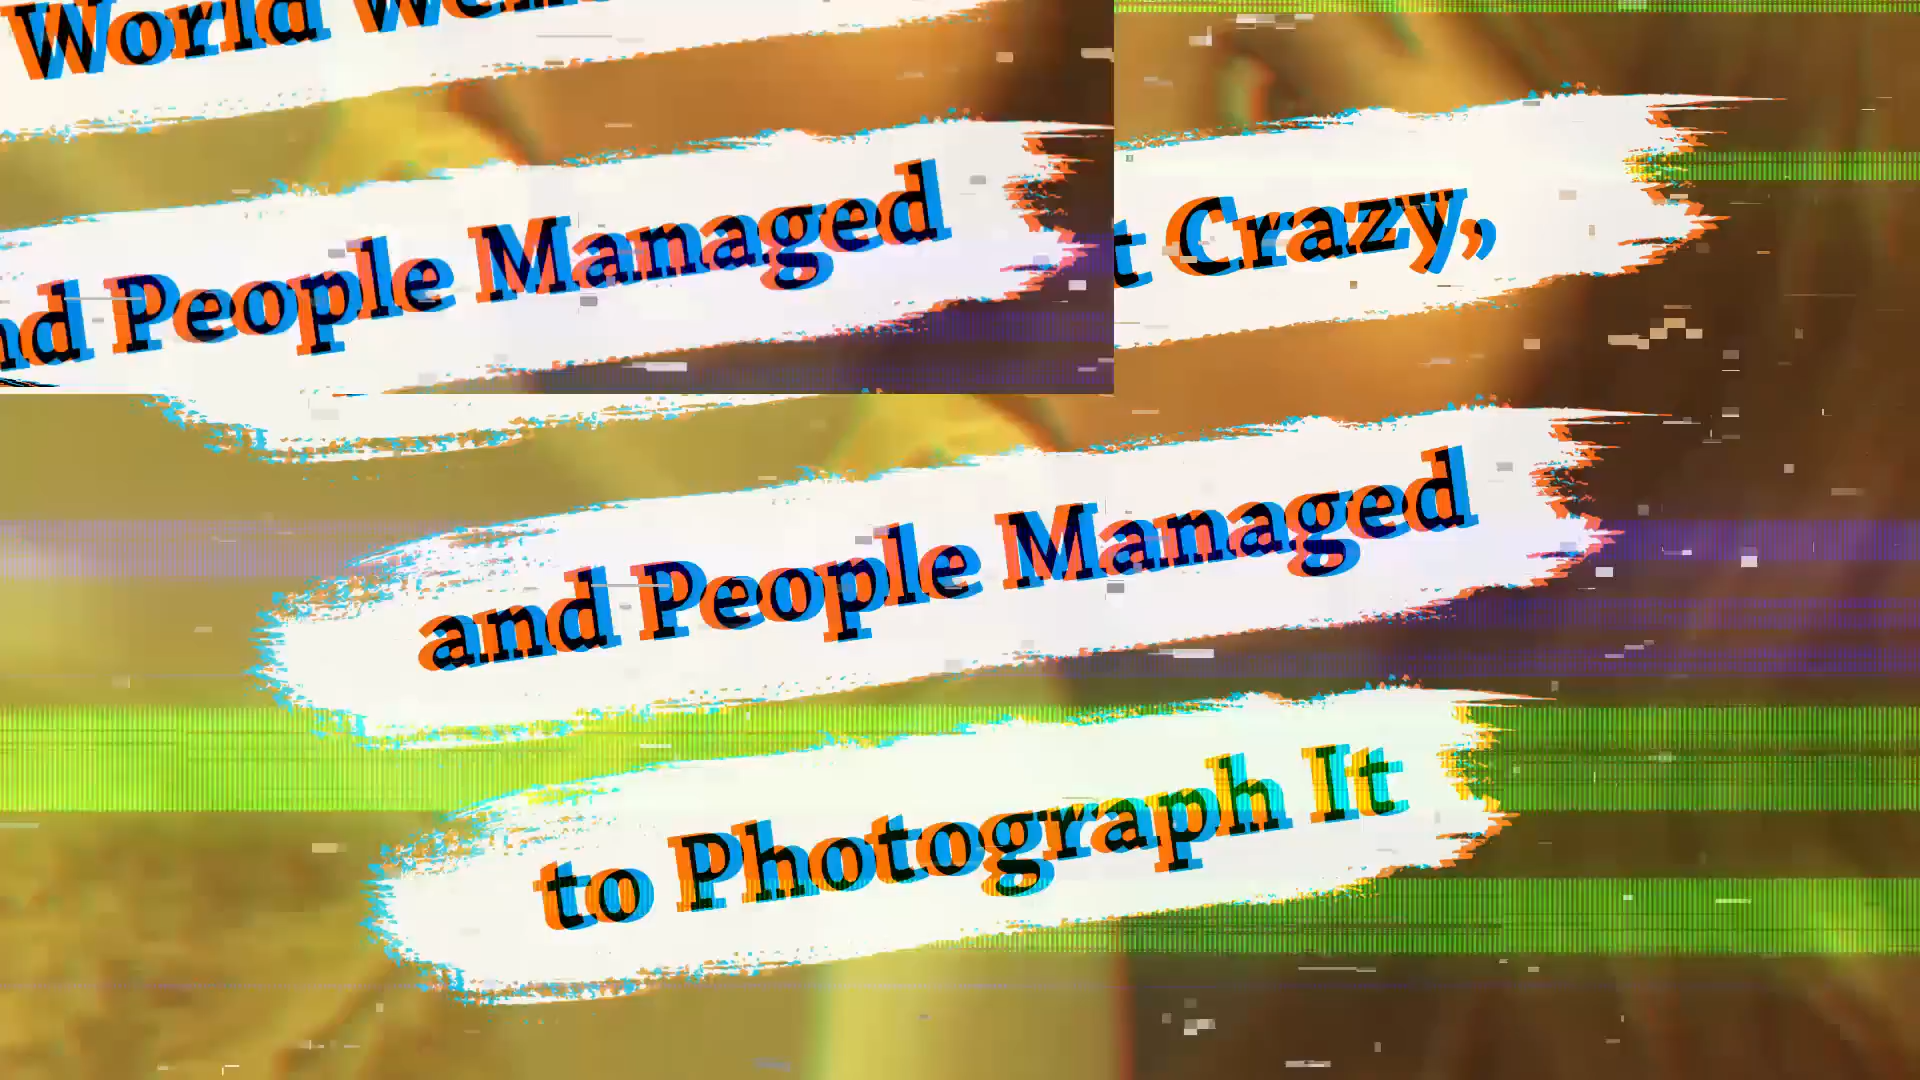 World
nd People Managed
t Crazy,
and People Managed
to Photograph It